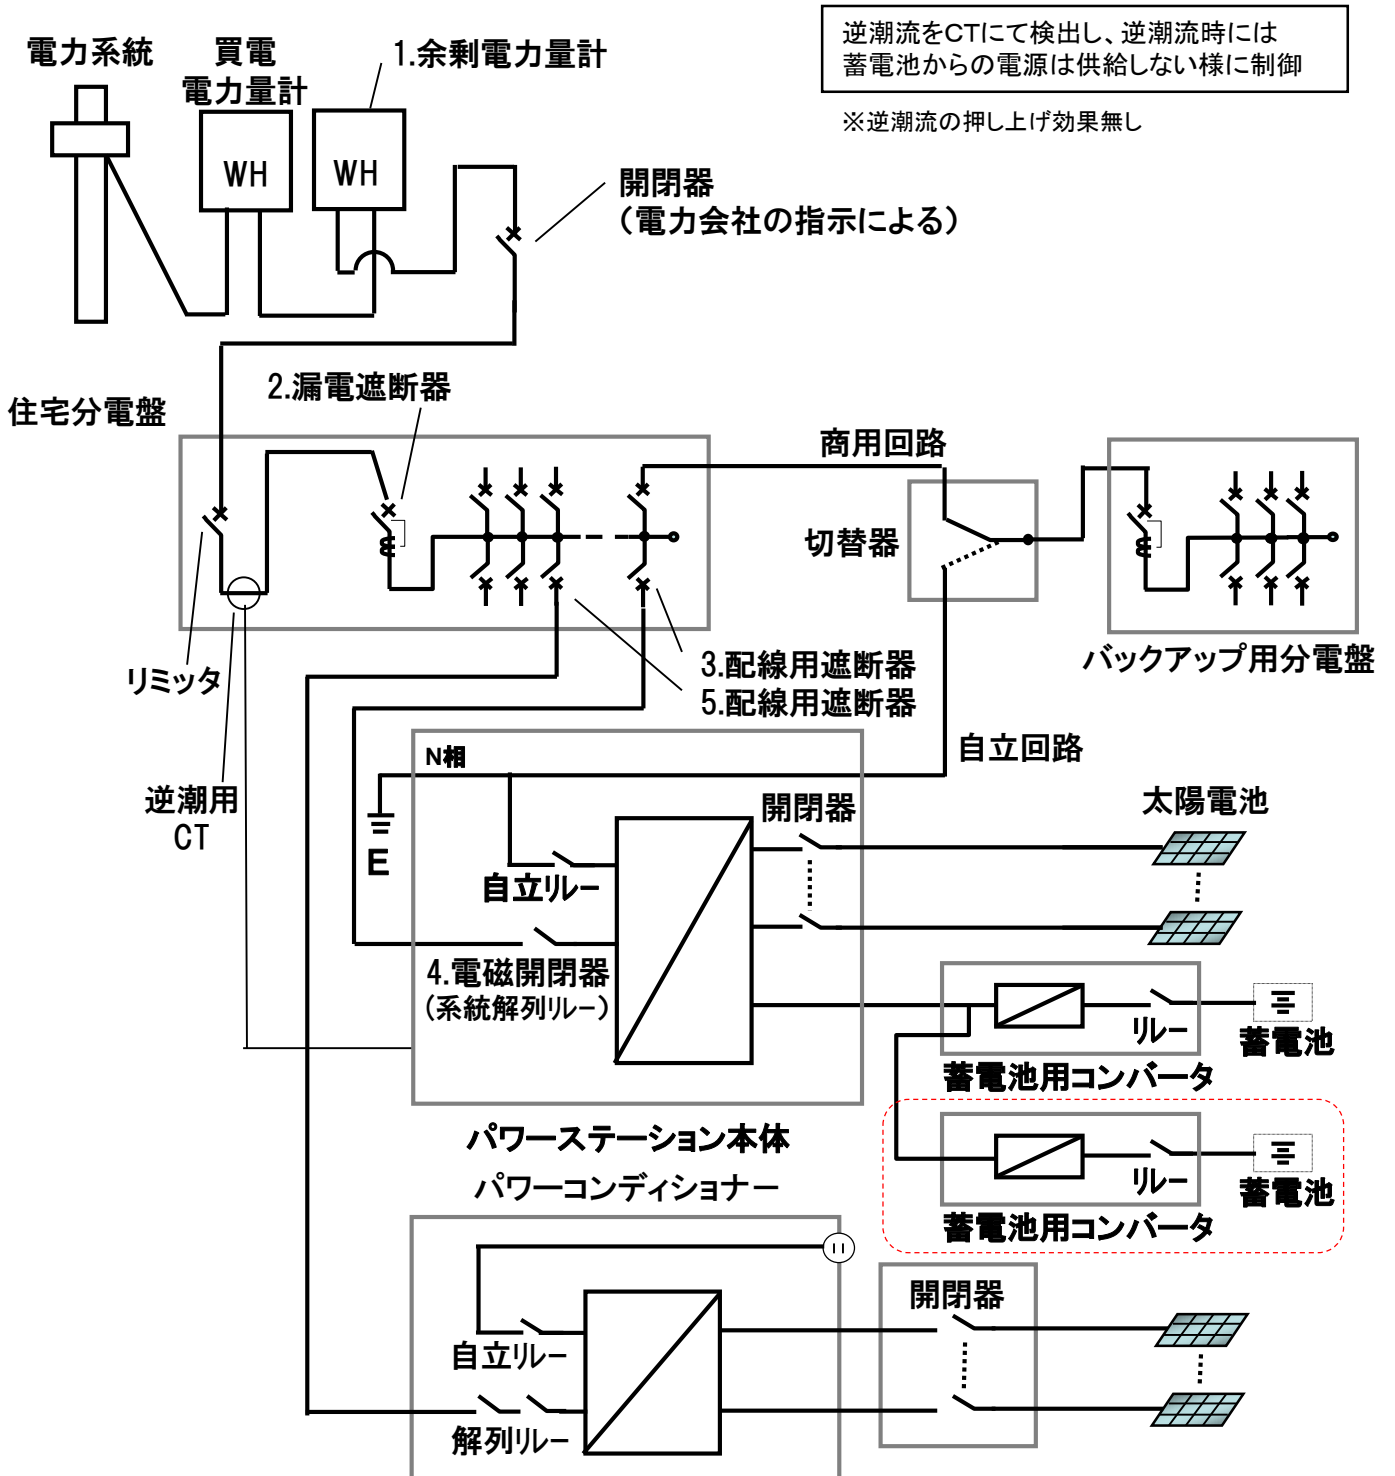 逆潮流をCTにて検出し、逆潮流時には
蓄電池からの電源は供給しない様に制御
※逆潮流の押し上げ効果無し
電力系統
買電
電力量計
1.余剰電力量計
WH
WH
開閉器
（電力会社の指示による）
2.漏電遮断器
住宅分電盤
商用回路
切替器
リミッタ
3.配線用遮断器
5.配線用遮断器
バックアップ用分電盤
逆潮用
CT
N相
自立回路
E
開閉器
太陽電池
自立リレー
4.電磁開閉器
(系統解列リレー)
リレー
蓄電池
蓄電池用コンバータ
パワーステーション本体
リレー
蓄電池
蓄電池用コンバータ
パワーコンディショナー
開閉器
自立リレー
解列リレー